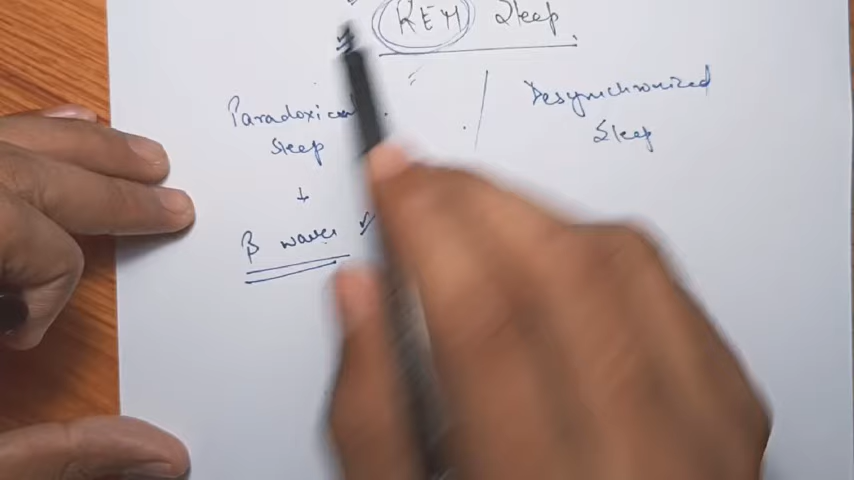 REM Sleep
Paradoxical / Desynchronized
Sleep Sleep
↓
β waves ✓